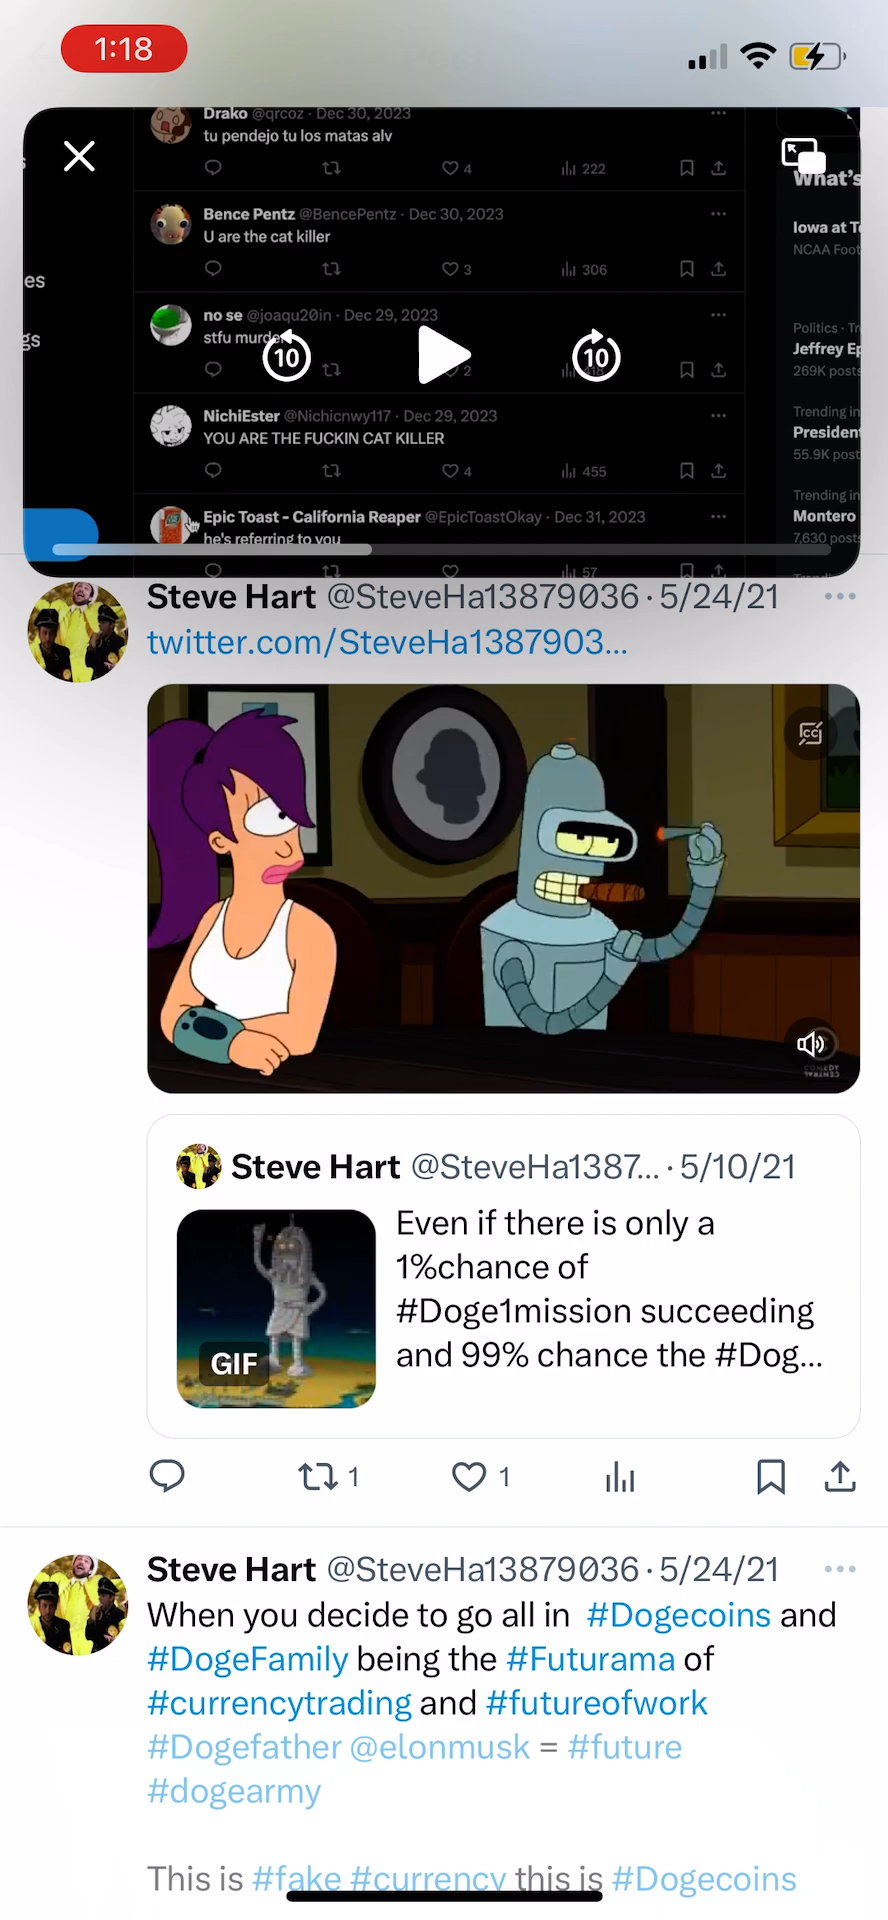 1:18
Drako @qrcoz · Dec 30, 2023
tu pendejo tu los matas alv
4 222
What's
Bence Pentz @BencePentz · Dec 30, 2023
U are the cat killer
3 306
Iowa at T
NCAA Foot
es
no se @joaqu20in · Dec 29, 2023
stfu murde
10 10
2
gs
Politics · Tr
Jeffrey Ep
269K posts
NichiEster @Nichicnwy117 · Dec 29, 2023
YOU ARE THE FUCKIN CAT KILLER
4 455
Trending in
President
55.9K post
Epic Toast - California Reaper @EpicToastOkay · Dec 31, 2023
he's referring to you
57
Trending in
Montero
7,630 posts
Steve Hart @SteveHa13879036 · 5/24/21
twitter.com/SteveHa1387903...
CC
COMEDY
CENTRAL
Steve Hart @SteveHa1387... · 5/10/21
Even if there is only a
1%chance of
#Doge1mission succeeding
and 99% chance the #Dog...
GIF
1 1
Steve Hart @SteveHa13879036 · 5/24/21
When you decide to go all in #Dogecoins and
#DogeFamily being the #Futurama of
#currencytrading and #futureofwork
#Dogefather @elonmusk = #future
#dogearmy
This is #fake #currency this is #Dogecoins